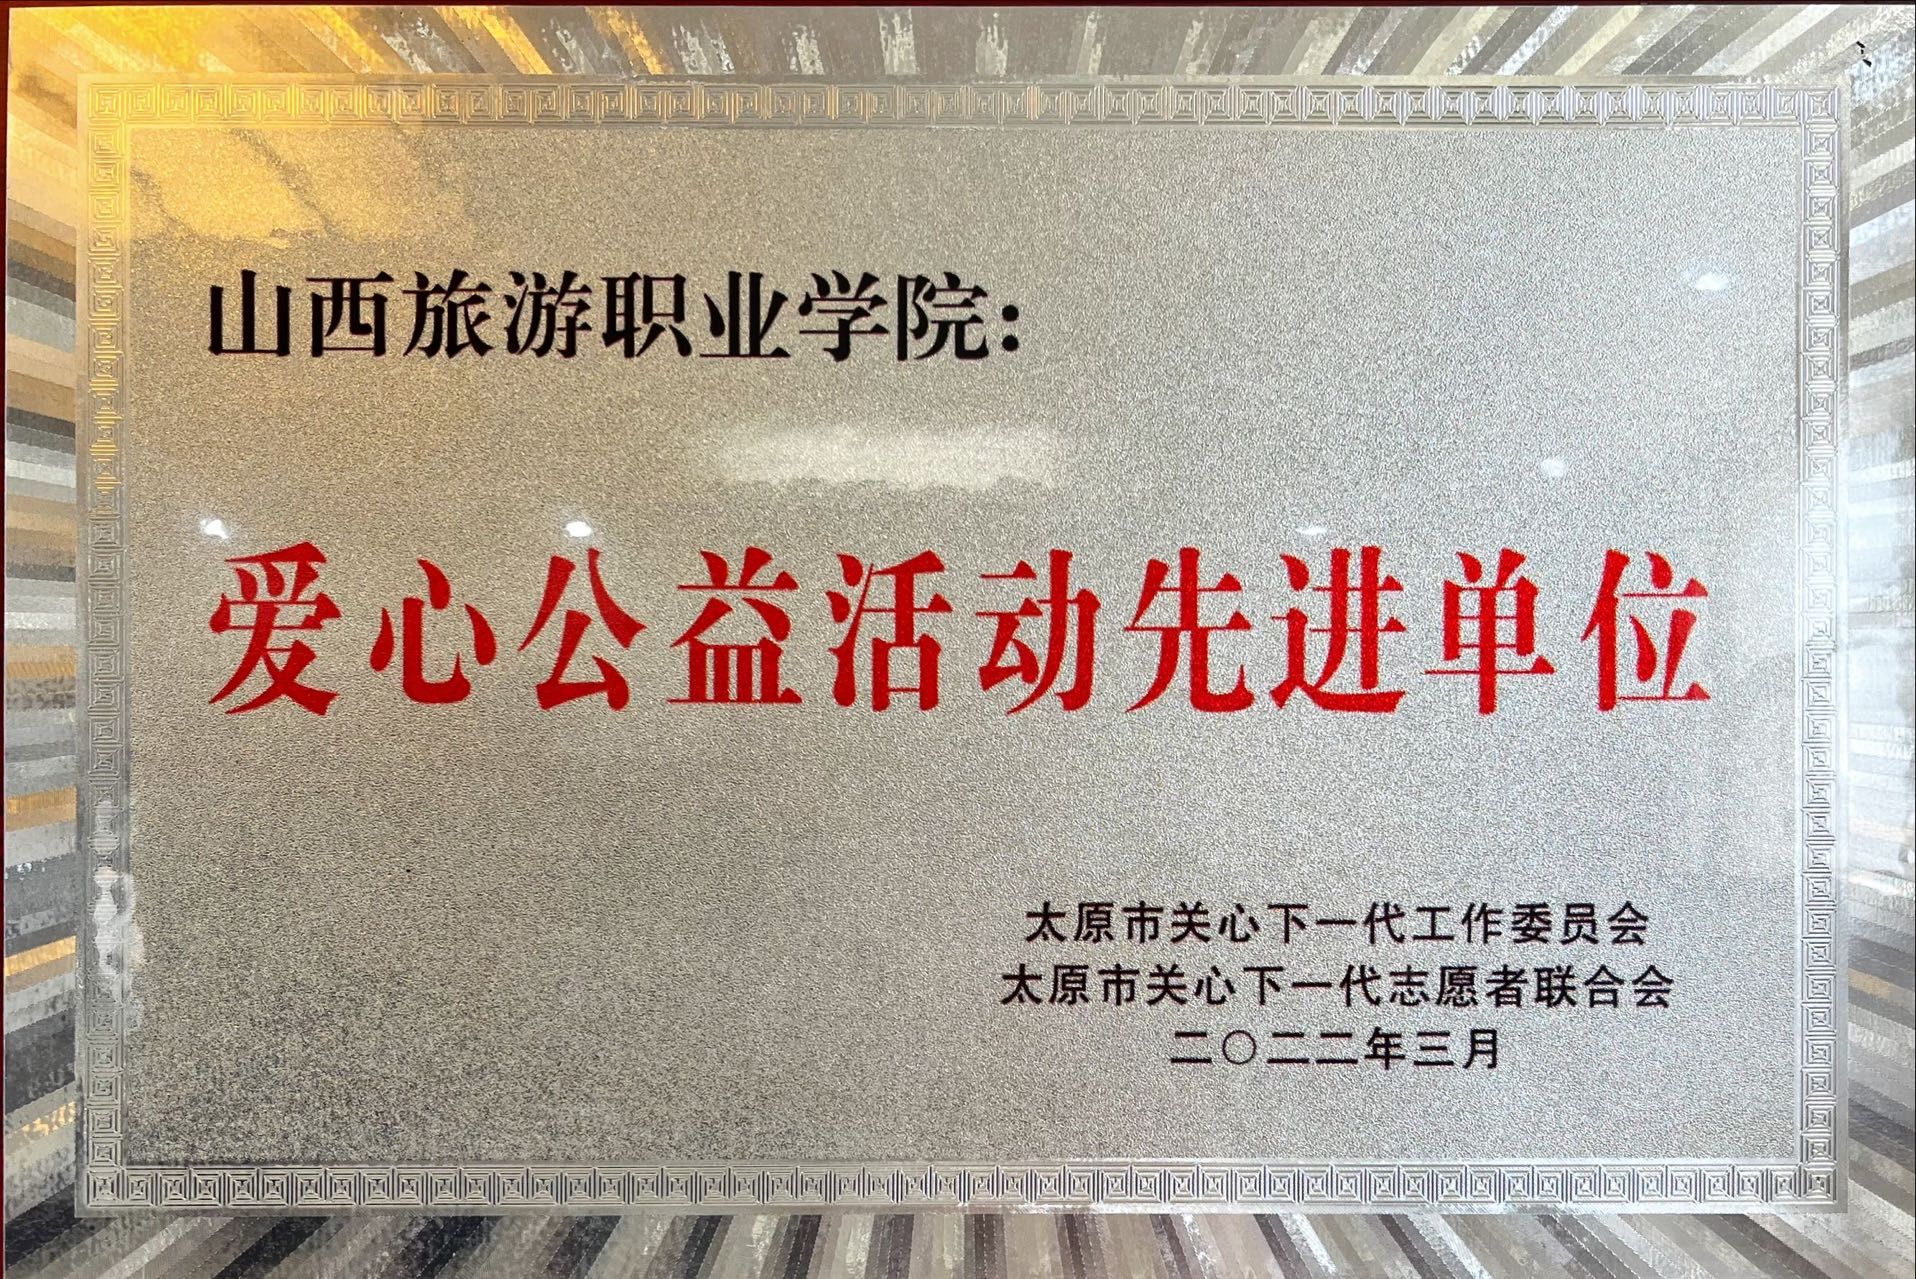 山西旅游职业学院:
爱心公益活动先进单位
太原市关心下一代工作委员会
太原市关心下一代志愿者联合会
二〇二二年三月